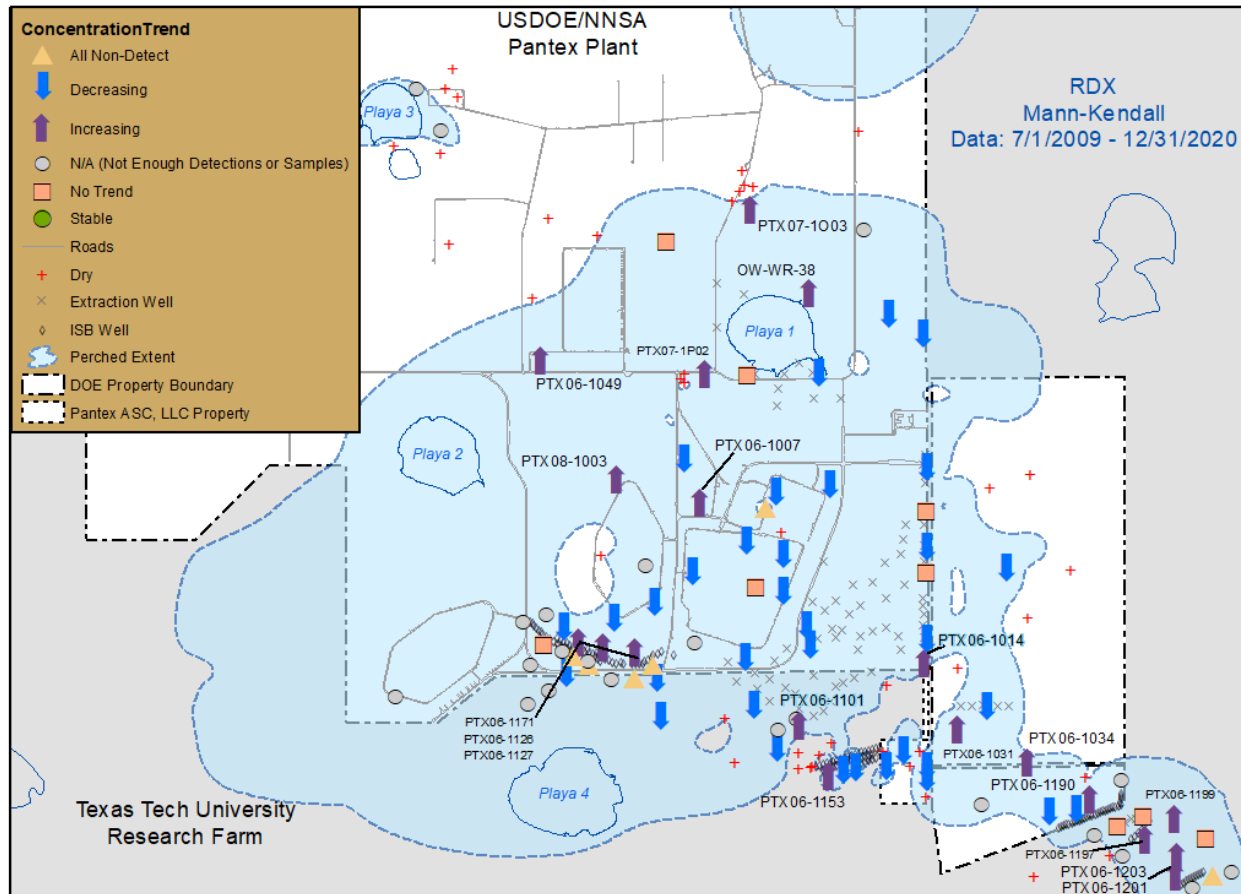 ConcentrationTrend
All Non-Detect
Decreasing
Increasing
N/A (Not Enough Detections or Samples)
No Trend
Stable
Roads
Dry
Extraction Well
ISB Well
Perched Extent
DOE Property Boundary
Pantex ASC, LLC Property
USDOE/NNSA
Pantex Plant
RDX
Mann-Kendall
Data: 7/1/2009 - 12/31/2020
Playa 3
PTX07-1O03
OW-WR-38
Playa 1
PTX07-1P02
PTX06-1049
Playa 2
PTX08-1003
PTX06-1007
PTX06-1014
PTX06-1171
PTX06-1126
PTX06-1127
PTX06-1101
PTX06-1031
PTX06-1034
PTX06-1153
PTX06-1190
PTX06-1199
Playa 4
Texas Tech University
Research Farm
PTX06-1197
PTX06-1203
PTX06-1201